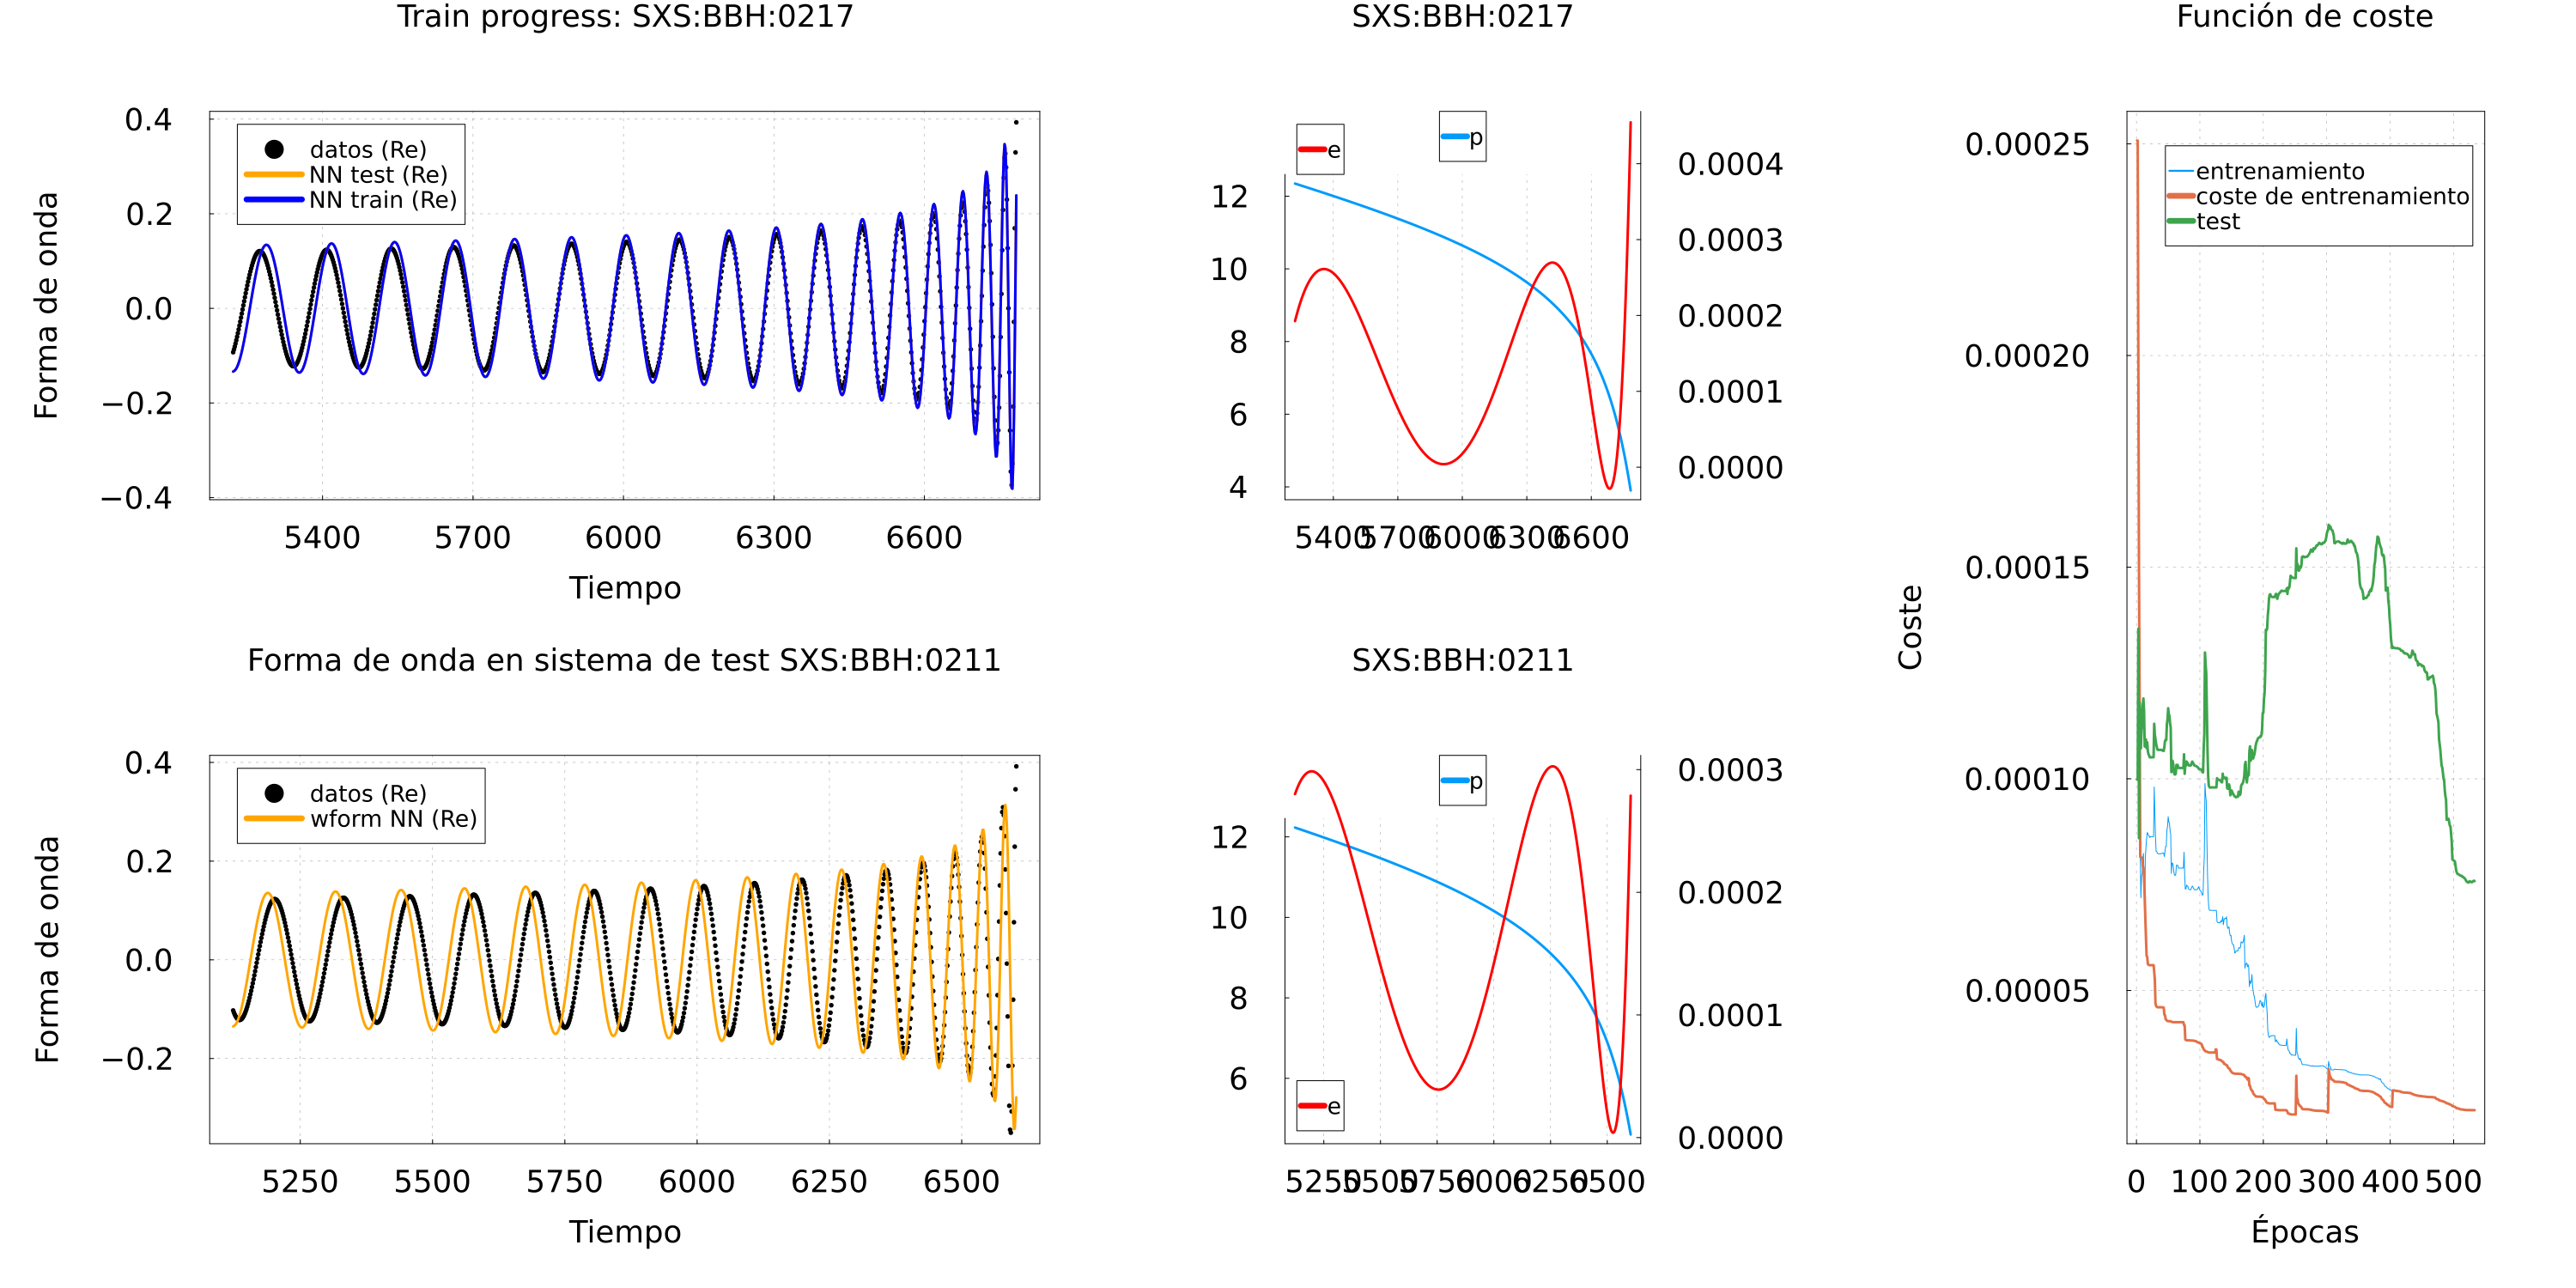 Train progress: SXS:BBH:0217
SXS:BBH:0217
Función de coste
Forma de onda
0.4
0.2
0.0
−0.2
−0.4
datos (Re)
NN test (Re)
NN train (Re)
5400 5700 6000 6300 6600
Tiempo
e
p
12
10
8
6
4
0.0004
0.0003
0.0002
0.0001
0.0000
5400 5700 6000 6300 6600
Forma de onda en sistema de test SXS:BBH:0211
SXS:BBH:0211
Forma de onda
0.4
0.2
0.0
−0.2
datos (Re)
wform NN (Re)
5250 5500 5750 6000 6250 6500
Tiempo
p
e
12
10
8
6
0.0003
0.0002
0.0001
0.0000
5250 5500 5750 6000 6250 6500
Coste
0.00025
0.00020
0.00015
0.00010
0.00005
entrenamiento
coste de entrenamiento
test
0 100 200 300 400 500
Épocas